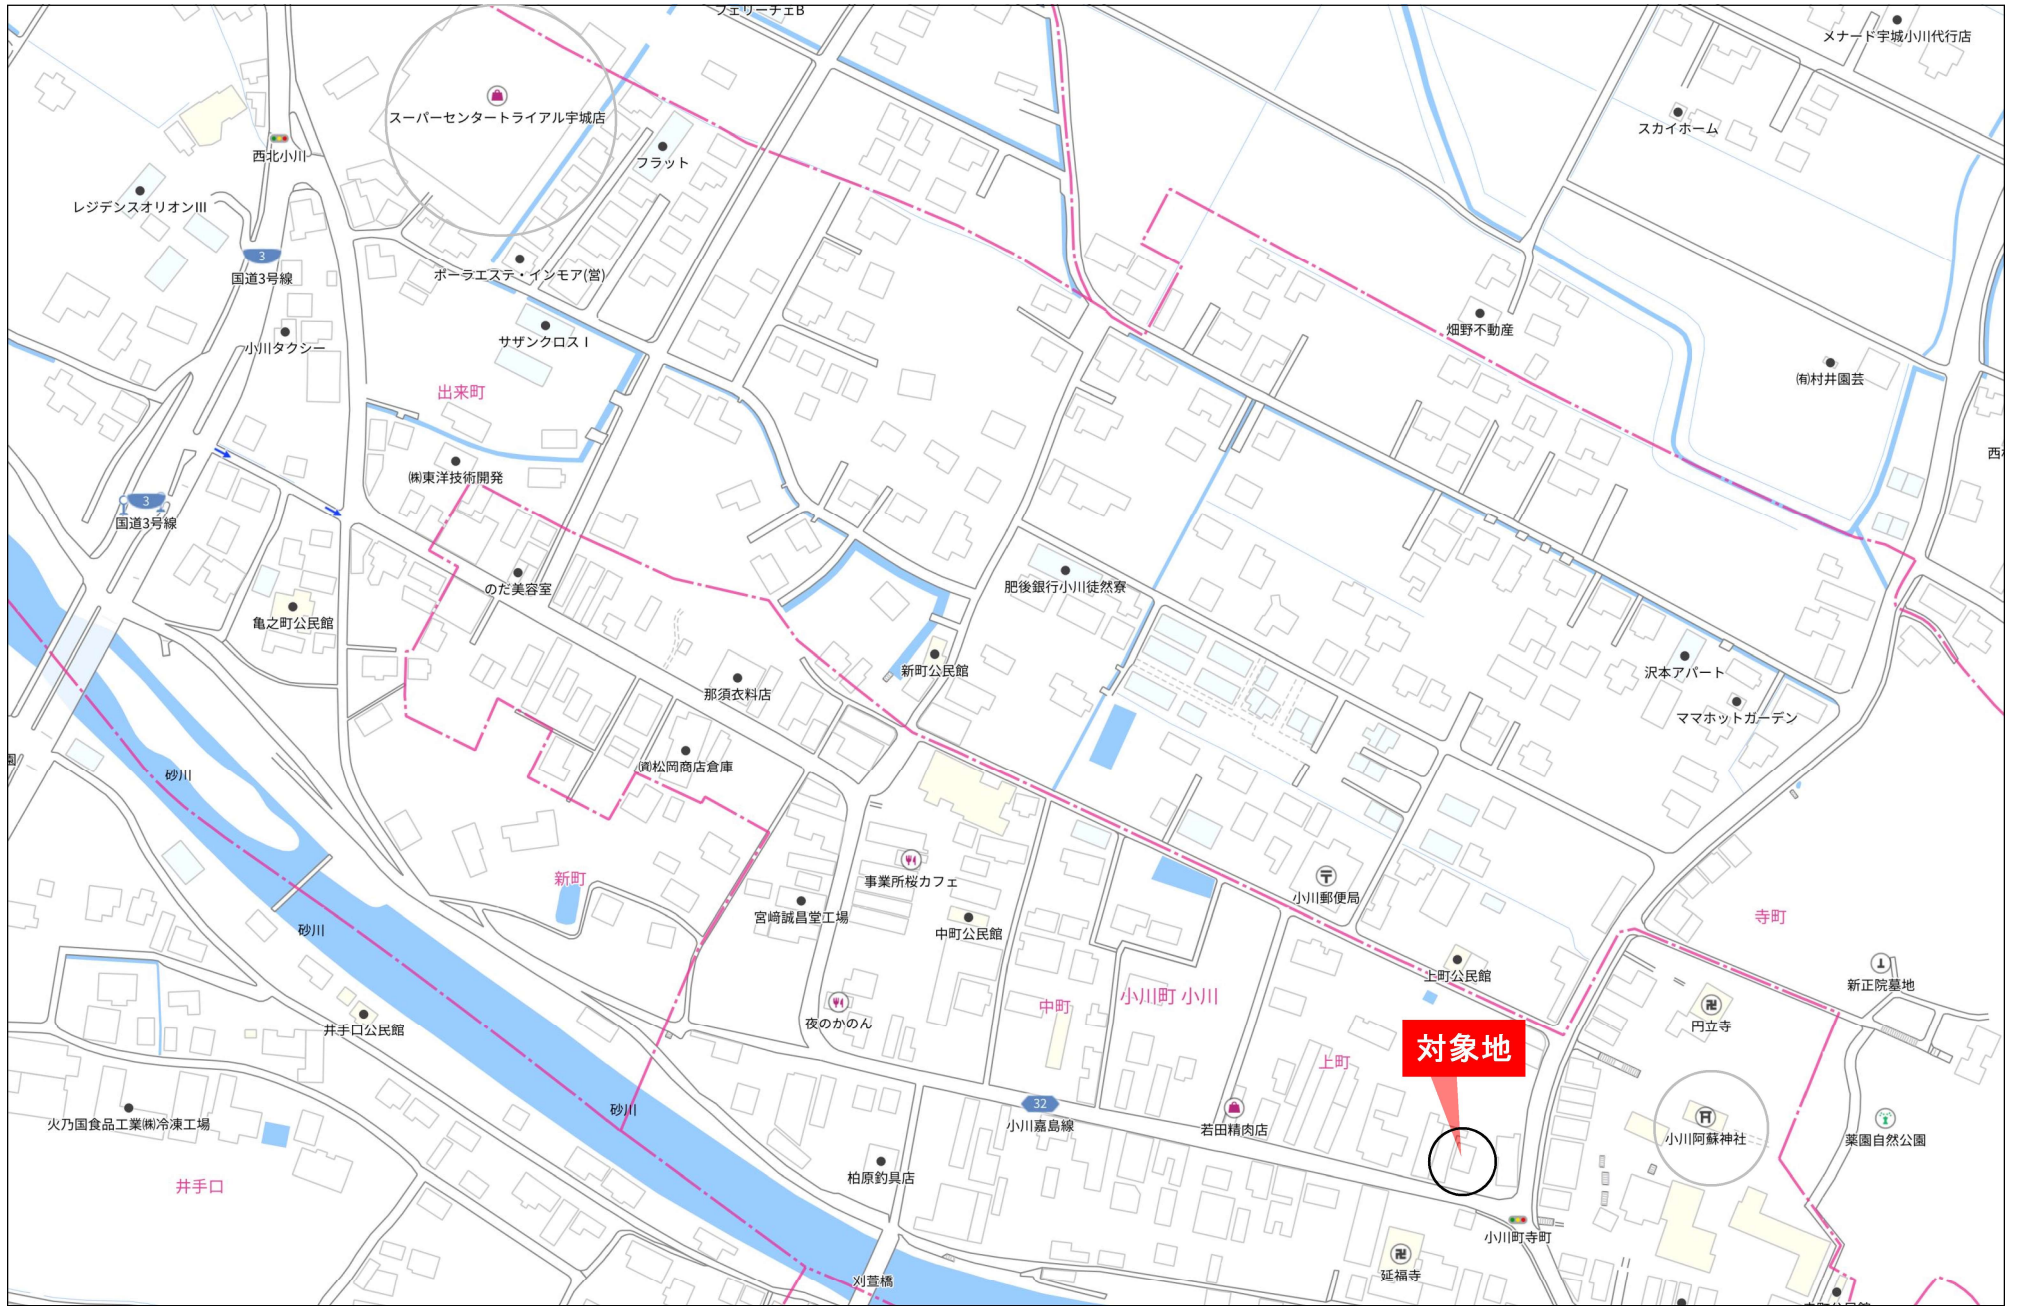 フェリーチェB
メナード宇城小川代行店
スーパーセンタートライアル宇城店
スカイホーム
西北小川
フラット
レジデンスオリオンIII
3
国道3号線
ポーラエステ・インモア(営)
小川タクシー
サザンクロスI
畑野不動産
㈲村井園芸
出来町
㈱東洋技術開発
3
国道3号線
のだ美容室
肥後銀行小川徒然寮
亀之町公民館
新町公民館
沢本アパート
那須衣料店
ママホットガーデン
㈾松岡商店倉庫
砂川
新町
事業所桜カフェ
小川郵便局
宮﨑誠昌堂工場
中町公民館
寺町
砂川
上町公民館
新正院墓地
中町
小川町 小川
夜のかのん
井手口公民館
円立寺
対象地
上町
砂川
32
小川嘉島線
若田精肉店
火乃国食品工業㈱冷凍工場
小川阿蘇神社
薬園自然公園
柏原釣具店
井手口
小川町寺町
延福寺
刈萱橋